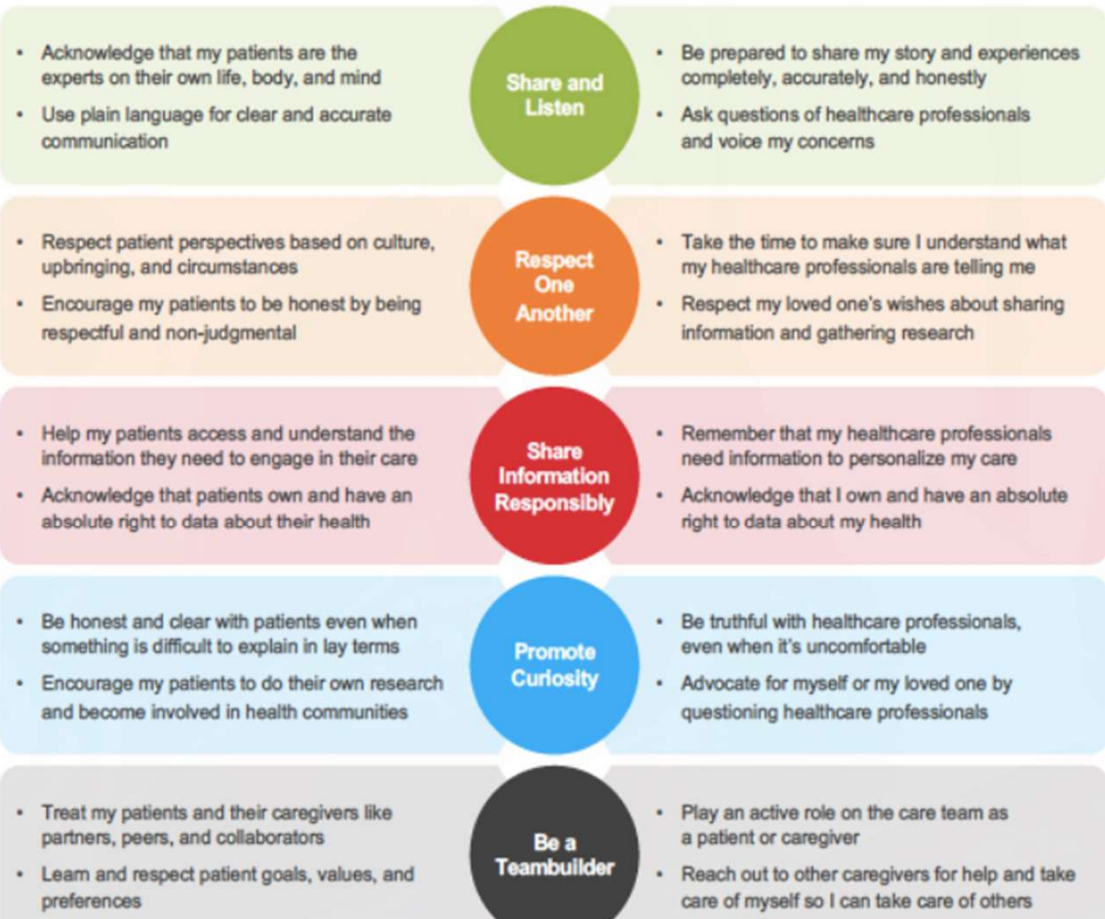 • Acknowledge that my patients are the
experts on their own life, body, and mind
• Use plain language for clear and accurate
communication
Share and
Listen
• Be prepared to share my story and experiences
completely, accurately, and honestly
• Ask questions of healthcare professionals
and voice my concerns
• Respect patient perspectives based on culture,
upbringing, and circumstances
• Encourage my patients to be honest by being
respectful and non-judgmental
Respect
One
Another
• Take the time to make sure I understand what
my healthcare professionals are telling me
• Respect my loved one's wishes about sharing
information and gathering research
• Help my patients access and understand the
information they need to engage in their care
• Acknowledge that patients own and have an
absolute right to data about their health
Share
Information
Responsibly
• Remember that my healthcare professionals
need information to personalize my care
• Acknowledge that I own and have an absolute
right to data about my health
• Be honest and clear with patients even when
something is difficult to explain in lay terms
• Encourage my patients to do their own research
and become involved in health communities
Promote
Curiosity
• Be truthful with healthcare professionals,
even when it's uncomfortable
• Advocate for myself or my loved one by
questioning healthcare professionals
• Treat my patients and their caregivers like
partners, peers, and collaborators
• Learn and respect patient goals, values, and
preferences
Be a
Teambuilder
• Play an active role on the care team as
a patient or caregiver
• Reach out to other caregivers for help and take
care of myself so I can take care of others